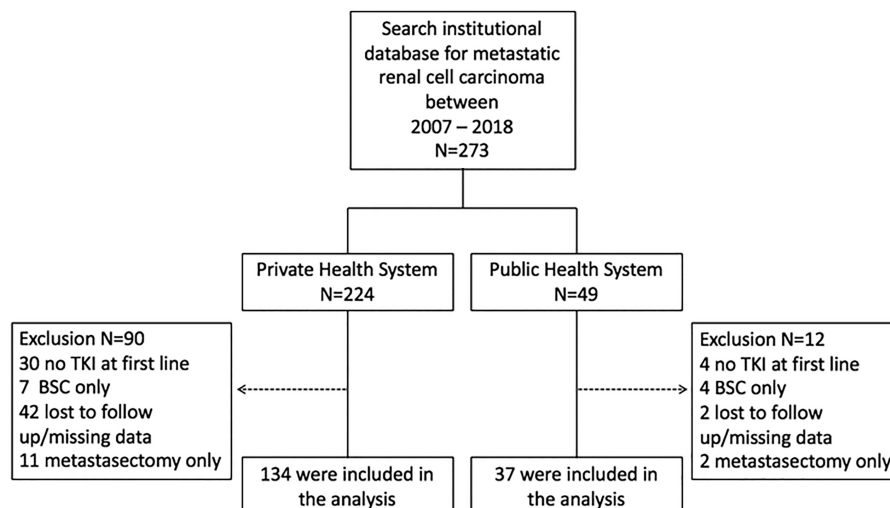 Search institutional
database for metastatic
renal cell carcinoma
between
2007 – 2018
N=273
Private Health System
N=224
Public Health System
N=49
Exclusion N=90
30 no TKI at first line
7 BSC only
42 lost to follow
up/missing data
11 metastasectomy only
Exclusion N=12
4 no TKI at first line
4 BSC only
2 lost to follow
up/missing data
2 metastasectomy only
134 were included in
the analysis
37 were included in
the analysis